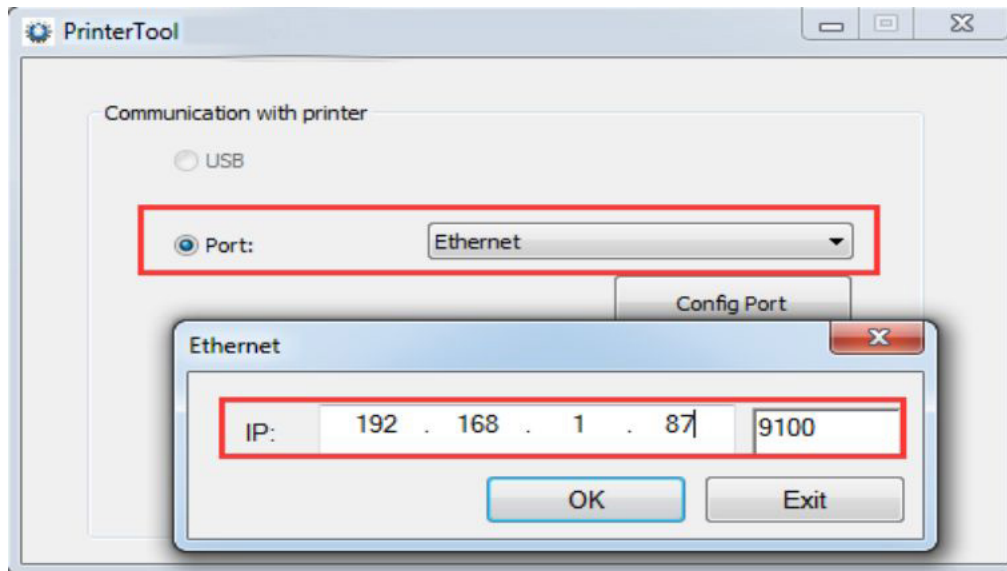 PrinterTool
Communication with printer
USB
Port: Ethernet
Config Port
Ethernet
IP: 192 . 168 . 1 . 87 9100
OK Exit